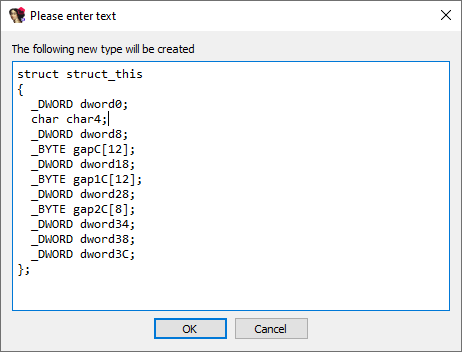 Please enter text
The following new type will be created
struct struct_this
{
  _DWORD dword0;
  char char4;
  _DWORD dword8;
  _BYTE gapC[12];
  _DWORD dword18;
  _BYTE gap1C[12];
  _DWORD dword28;
  _BYTE gap2C[8];
  _DWORD dword34;
  _DWORD dword38;
  _DWORD dword3C;
};
OK
Cancel